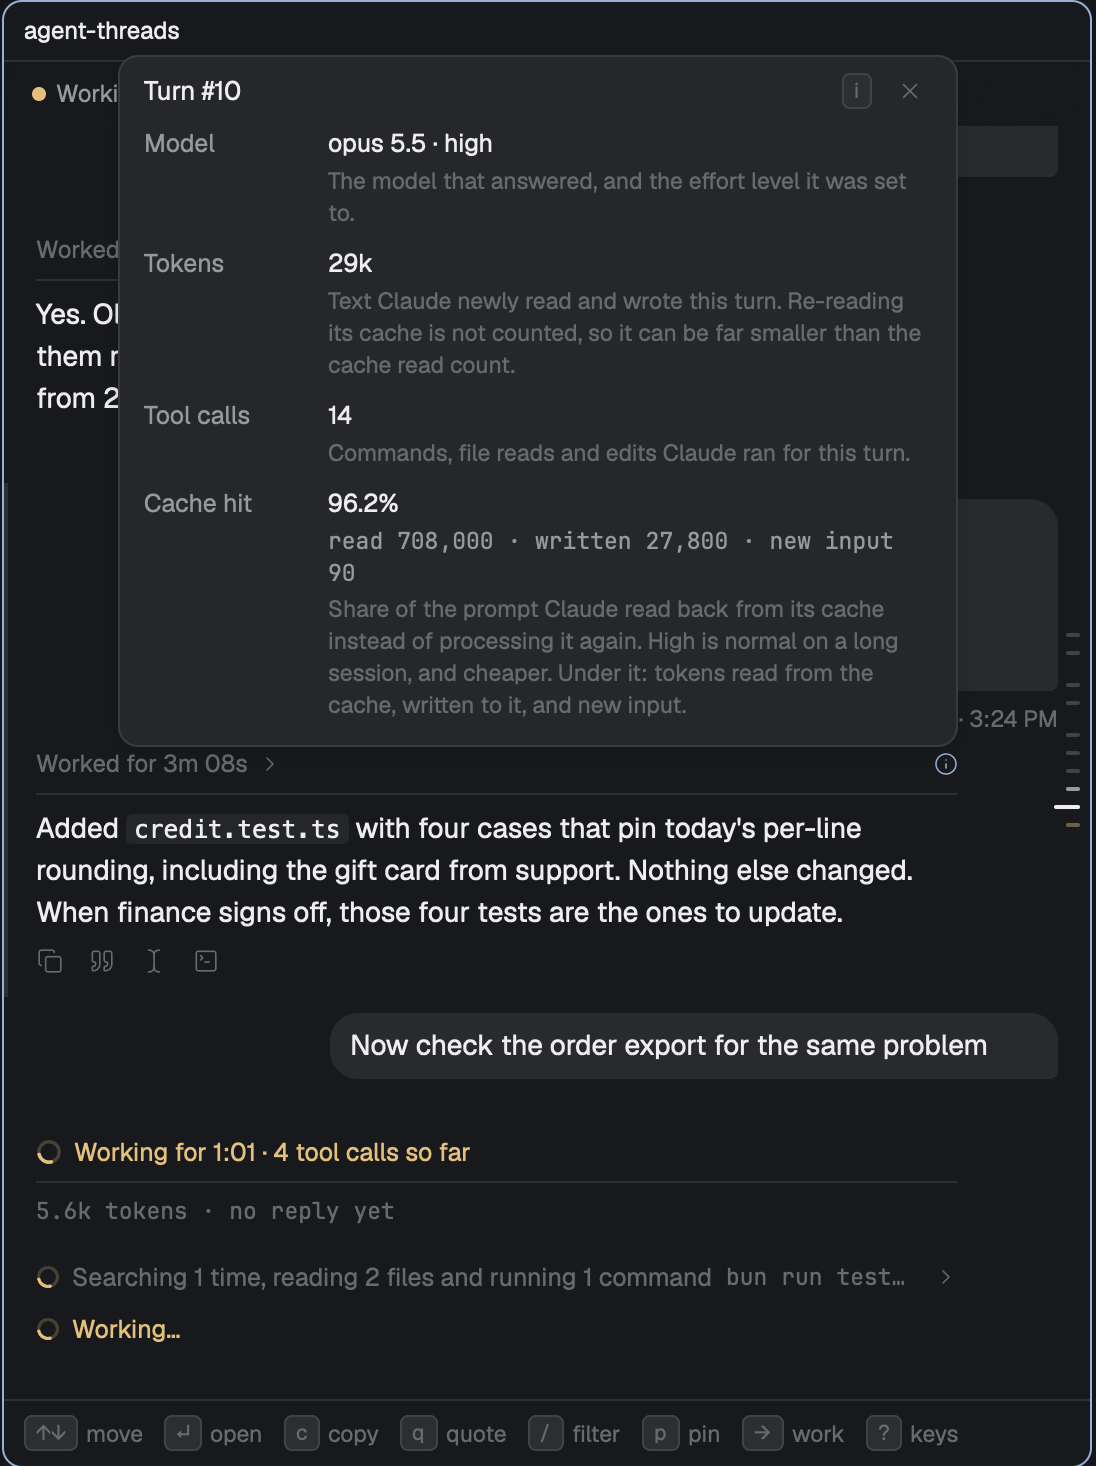 agent-threads
Worki
Turn #10
i
Model
opus 5.5 · high
The model that answered, and the effort level it was set
to.
Worked
Tokens
29k
Text Claude newly read and wrote this turn. Re-reading
its cache is not counted, so it can be far smaller than the
cache read count.
Yes. Ol
them r
from 2
Tool calls
14
Commands, file reads and edits Claude ran for this turn.
Cache hit
96.2%
read 708,000 · written 27,800 · new input
90
Share of the prompt Claude read back from its cache
instead of processing it again. High is normal on a long
session, and cheaper. Under it: tokens read from the
cache, written to it, and new input.
· 3:24 PM
Worked for 3m 08s
Added credit.test.ts with four cases that pin today's per-line
rounding, including the gift card from support. Nothing else changed.
When finance signs off, those four tests are the ones to update.
Now check the order export for the same problem
Working for 1:01 · 4 tool calls so far
5.6k tokens · no reply yet
Searching 1 time, reading 2 files and running 1 command bun run test…
Working…
↑↓ move ↵ open c copy q quote / filter p pin → work ? keys